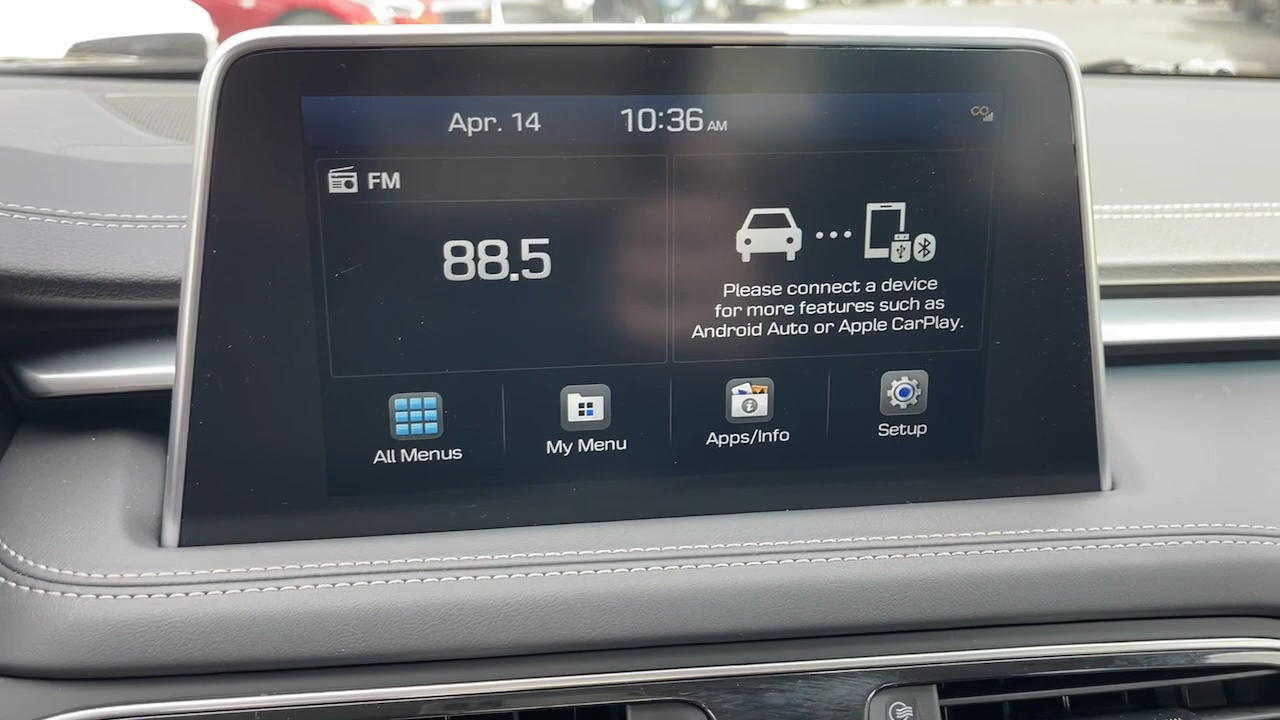 Apr. 14
10:36 AM
FM
88.5
Please connect a device
for more features such as
Android Auto or Apple CarPlay.
All Menus
My Menu
Apps/Info
Setup